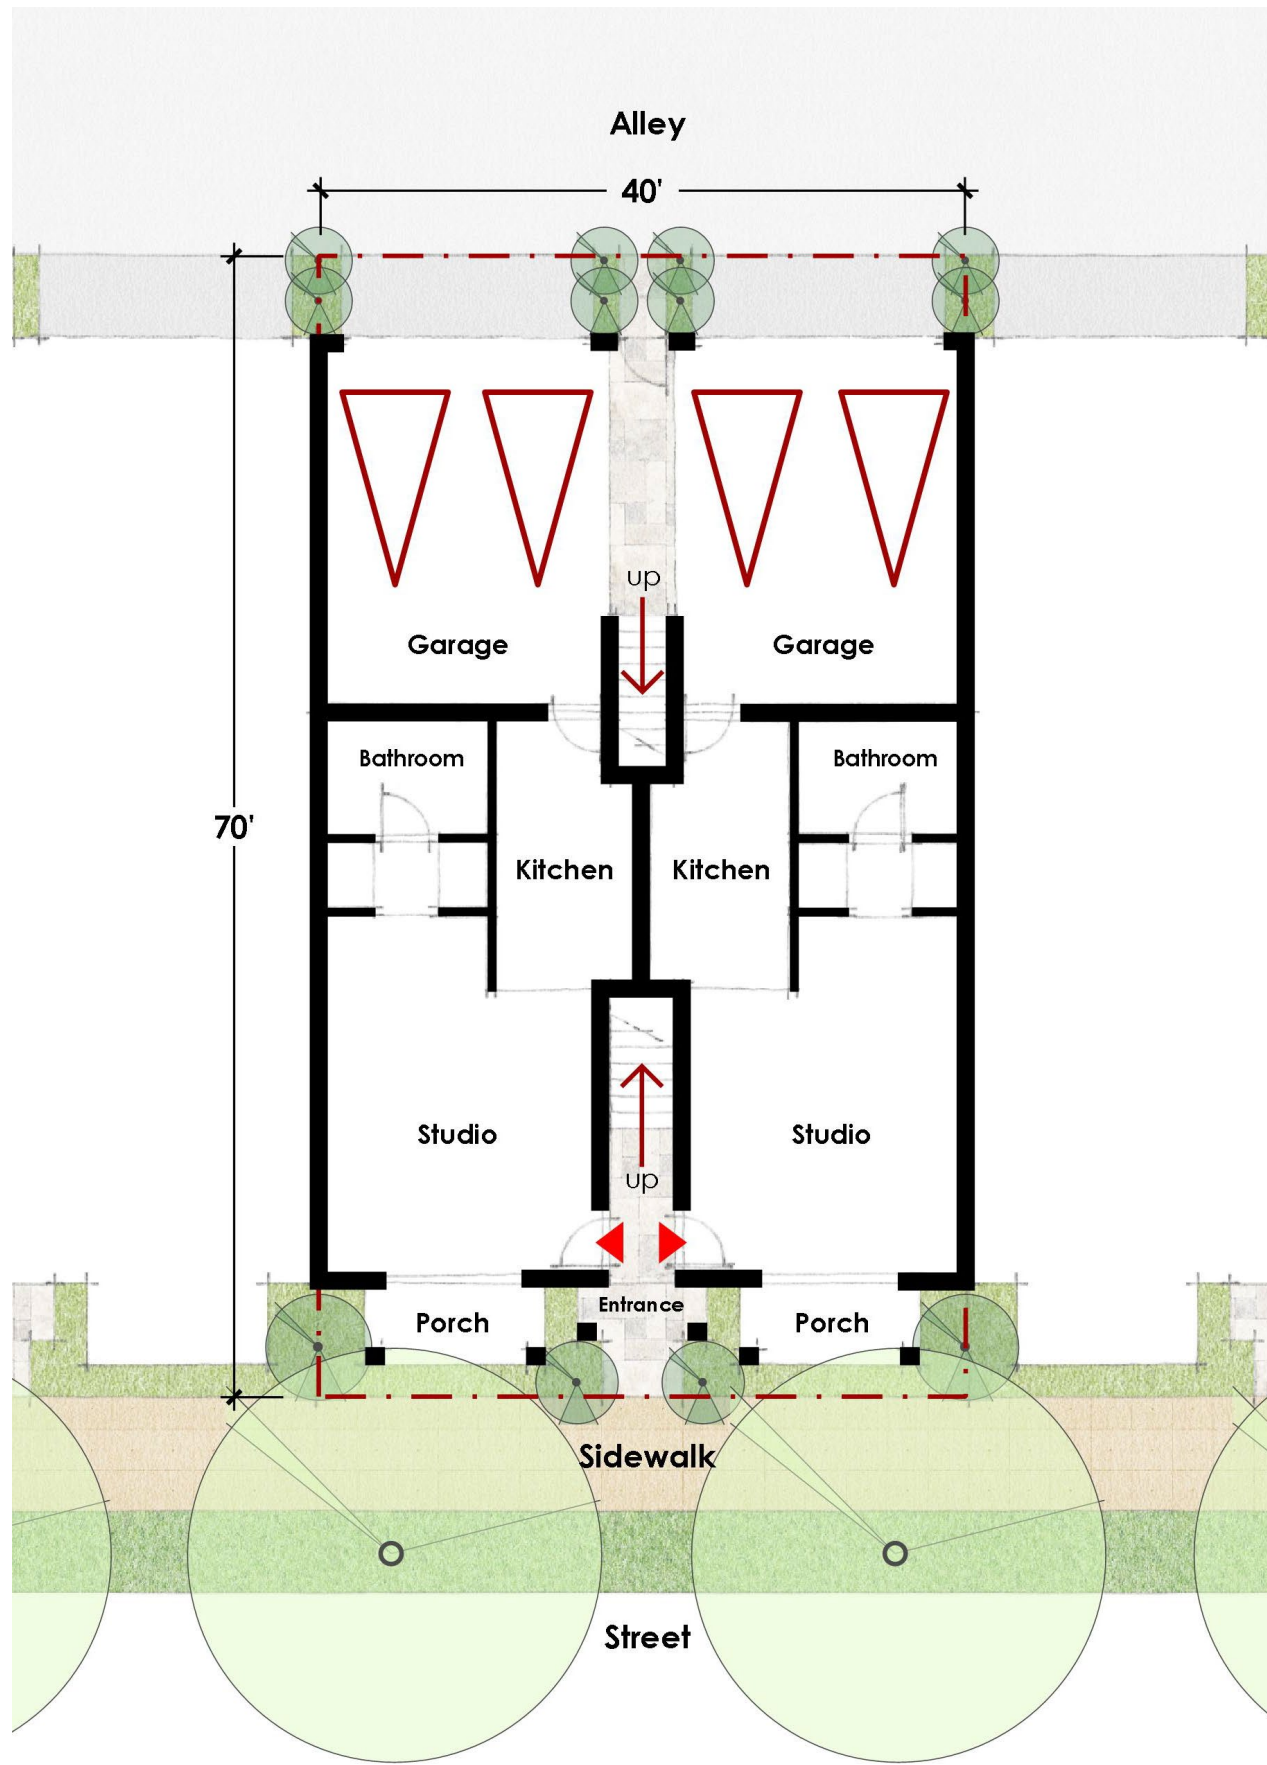 Alley
40'
up
Garage
Garage
Bathroom
Bathroom
70'
Kitchen
Kitchen
Studio
Studio
up
Entrance
Porch
Porch
Sidewalk
Street